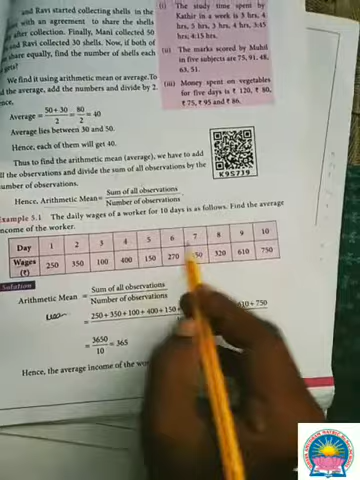 and Ravi started collecting shells in the
with an agreement to share the shells
after collection. Finally, Mani collected 50
and Ravi collected 30 shells. Now, if both of
share equally, find the number of shells each
We find it using arithmetic mean or average. To
d the average, add the numbers and divide by 2.
nce,
Average = 50+30 / 2 = 80 / 2 = 40
Average lies between 30 and 50.
Hence, each of them will get 40.
Thus to find the arithmetic mean (average), we have to add
ll the observations and divide the sum of all observations by the
number of observations.
Hence, Arithmetic Mean= Sum of all observations / Number of observations.
(i) The study time spent by
Kathir in a week is 3 hrs, 4
hrs, 5 hrs, 3 hrs, 4 hrs, 3:45
hrs; 4:15 hrs.
(ii) The marks scored by Muhil
in five subjects are 75, 91, 48,
63, 51.
(iii) Money spent on vegetables
for five days is ₹ 120, ₹ 80,
₹ 75, ₹ 95 and ₹ 86.
K9S7J9
Example 5.1 The daily wages of a worker for 10 days is as follows. Find the average
income of the worker.
Day 1 2 3 4 5 6 7 8 9 10
Wages (₹) 250 350 100 400 150 270 50 320 610 750
Solution
Arithmetic Mean = Sum of all observations / Number of observations
Mean
= 250+350+100+400+150+ 610+750
= 3650 / 10 = 365
Hence, the average income of the wo